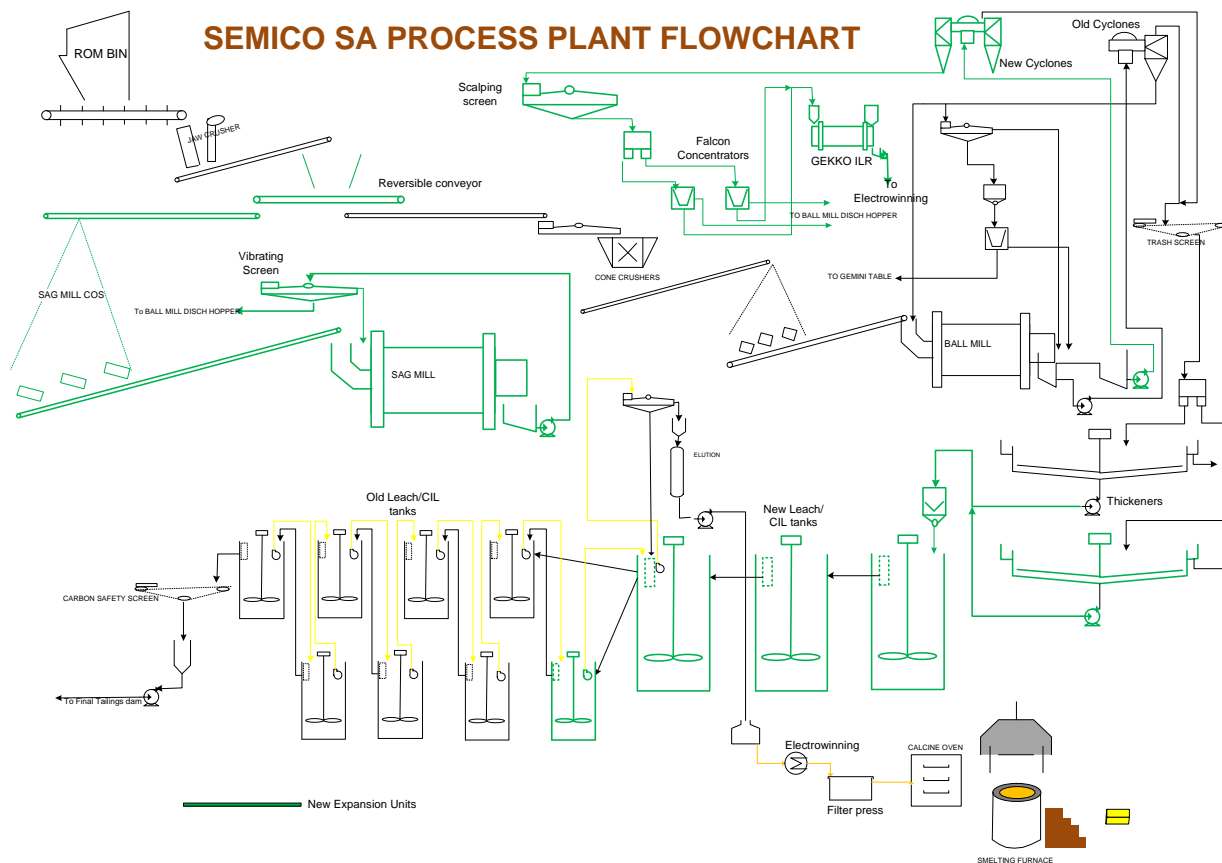 SEMICO SA PROCESS PLANT FLOWCHART
ROM BIN
Old Cyclones
New Cyclones
Scalping
screen
JAW CRUSHER
Falcon
Concentrators
GEKKO ILR
Reversible conveyor
To
Electrowinning
TO BALL MILL DISCH HOPPER
TRASH SCREEN
Vibrating
Screen
CONE CRUSHERS
TO GEMINI TABLE
SAG MILL COS
To BALL MILL DISCH HOPPER
BALL MILL
SAG MILL
ELUTION
Old Leach/CIL
tanks
New Leach/
CIL tanks
Thickeners
CARBON SAFETY SCREEN
To Final Tailings dam
Electrowinning
CALCINE OVEN
New Expansion Units
Filter press
SMELTING FURNACE